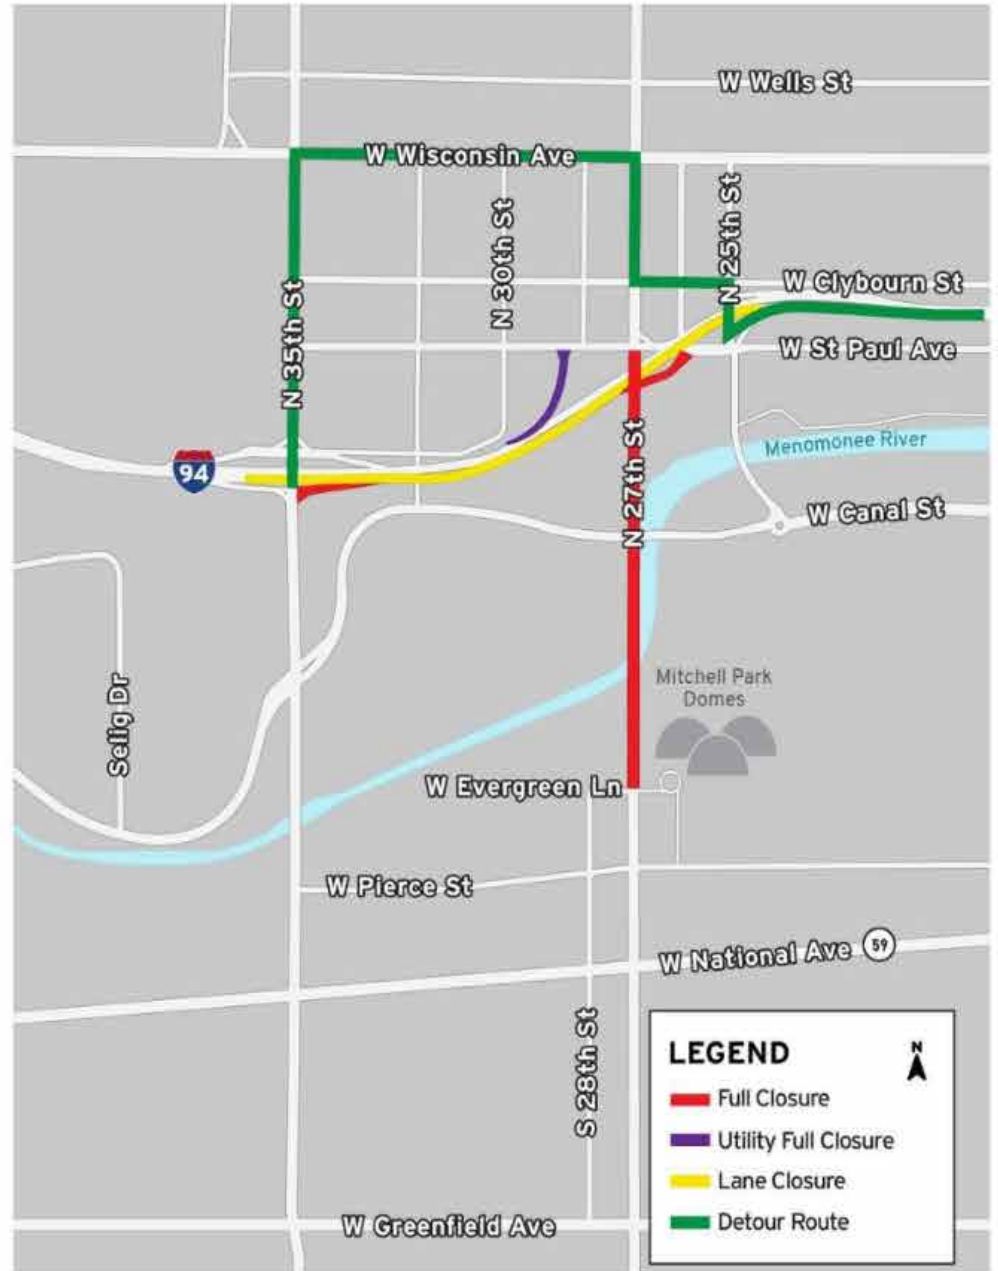 W Wells St
W Wisconsin Ave
N 25th St
N 30th St
W Clybourn St
N 35th St
W St Paul Ave
Menomonee River
94
N 27th St
W Canal St
Mitchell Park
Domes
Selig Dr
W Evergreen Ln
W Pierce St
W National Ave 59
S 28th St
LEGEND
N
Full Closure
Utility Full Closure
Lane Closure
Detour Route
W Greenfield Ave